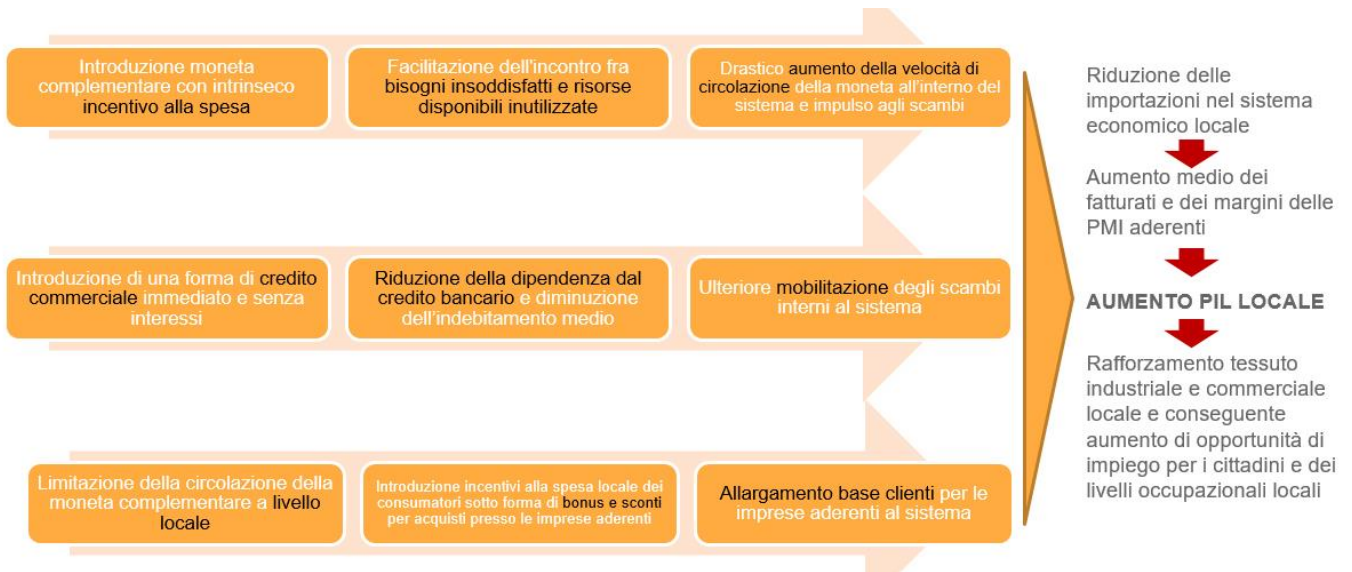 Introduzione moneta
complementare con intrinseco
incentivo alla spesa
Facilitazione dell'incontro fra
bisogni insoddisfatti e risorse
disponibili inutilizzate
Drastico aumento della velocità di
circolazione della moneta all'interno del
sistema e impulso agli scambi
Introduzione di una forma di credito
commerciale immediato e senza
interessi
Riduzione della dipendenza dal
credito bancario e diminuzione
dell'indebitamento medio
Ulteriore mobilitazione degli scambi
interni al sistema
Limitazione della circolazione della
moneta complementare a livello
locale
Introduzione incentivi alla spesa locale dei
consumatori sotto forma di bonus e sconti
per acquisti presso le imprese aderenti
Allargamento base clienti per le
imprese aderenti al sistema
Riduzione delle
importazioni nel sistema
economico locale
Aumento medio dei
fatturati e dei margini delle
PMI aderenti
AUMENTO PIL LOCALE
Rafforzamento tessuto
industriale e commerciale
locale e conseguente
aumento di opportunità di
impiego per i cittadini e dei
livelli occupazionali locali